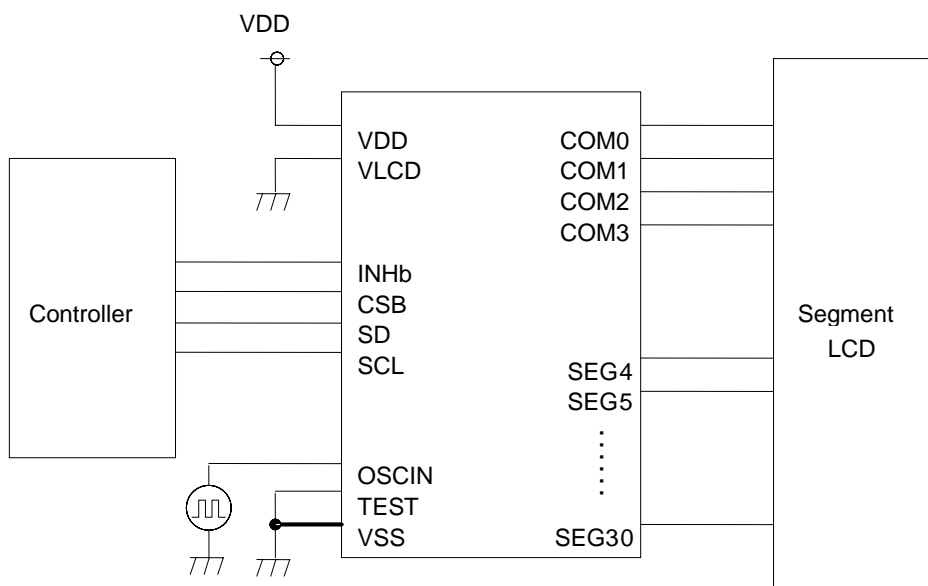 VDD
VDD
VLCD
INHb
CSB
SD
SCL
OSCIN
TEST
VSS
COM0
COM1
COM2
COM3
SEG4
SEG5
SEG30
Controller
Segment
LCD